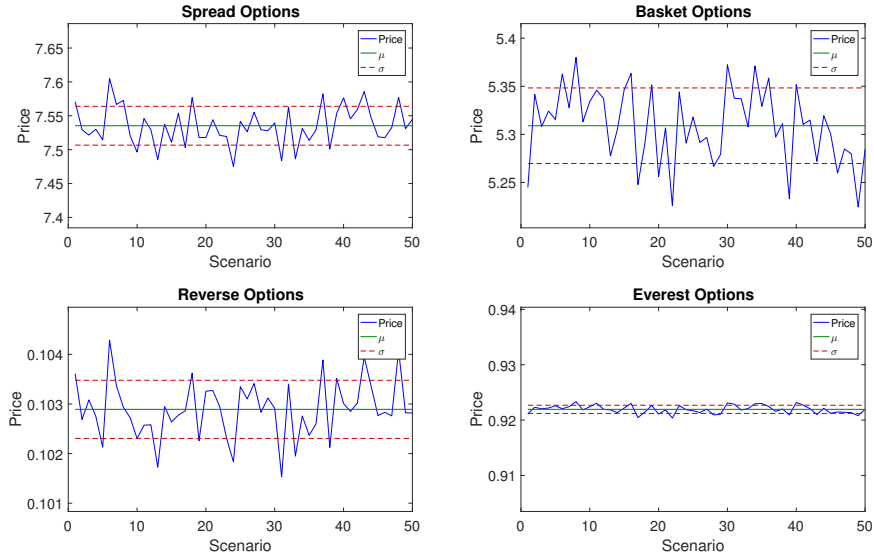 Spread Options
Price
7.65
7.6
7.55
7.5
7.45
7.4
0 10 20 30 40 50
Scenario
Price
μ
σ
Basket Options
Price
5.4
5.35
5.3
5.25
0 10 20 30 40 50
Scenario
Price
μ
σ
Reverse Options
Price
0.104
0.103
0.102
0.101
0 10 20 30 40 50
Scenario
Price
μ
σ
Everest Options
Price
0.94
0.93
0.92
0.91
0 10 20 30 40 50
Scenario
Price
μ
σ